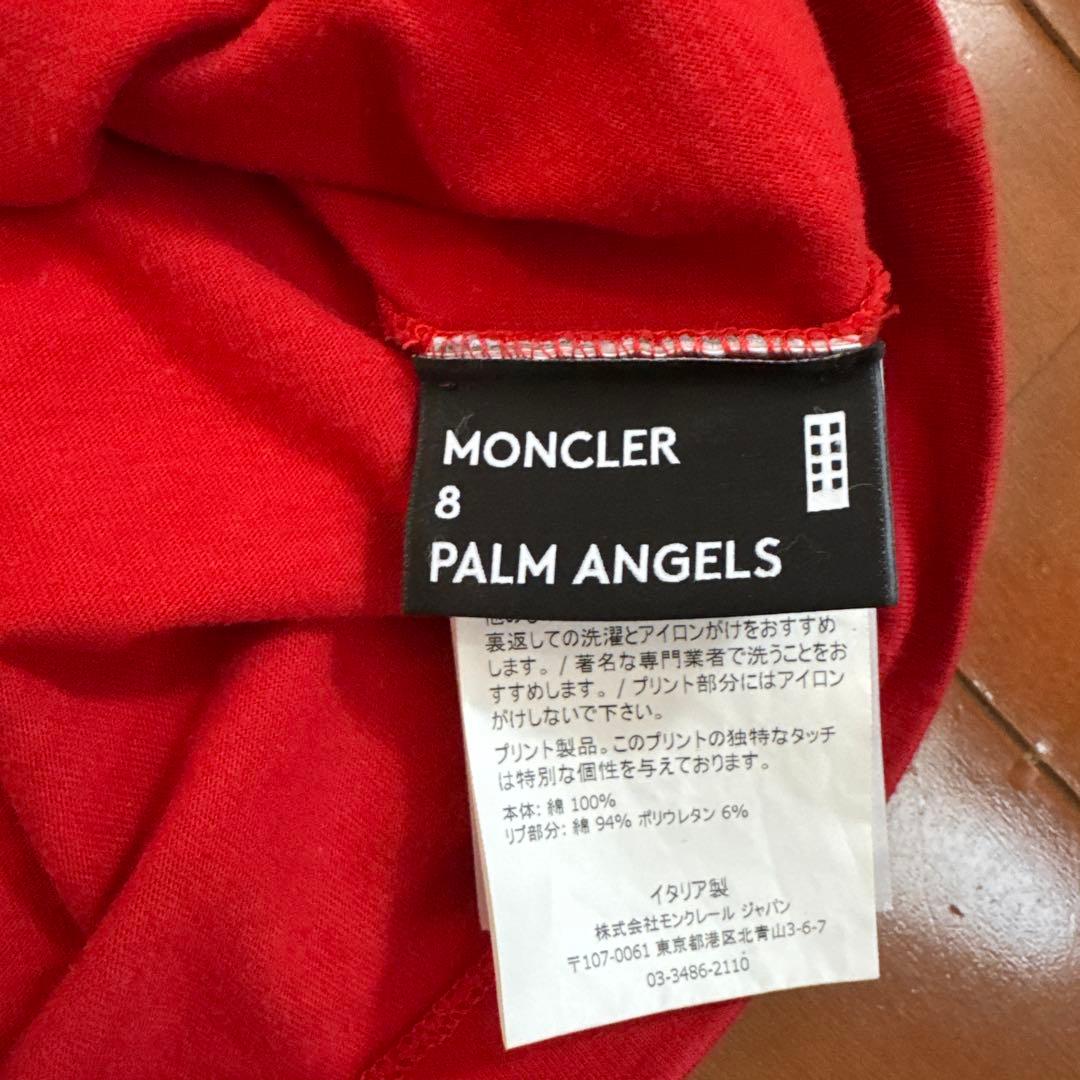 MONCLER
8
PALM ANGELS
裏返しての洗濯とアイロンがけをおすすめ
します。/ 著名な専門業者で洗うことをお
すすめします。/ プリント部分にはアイロン
がけしないで下さい。
プリント製品。このプリントの独特なタッチ
は特別な個性を与えております。
本体: 綿 100%
リブ部分: 綿 94% ポリウレタン 6%
イタリア製
株式会社モンクレール ジャパン
〒107-0061 東京都港区北青山3-6-7
03-3486-2110